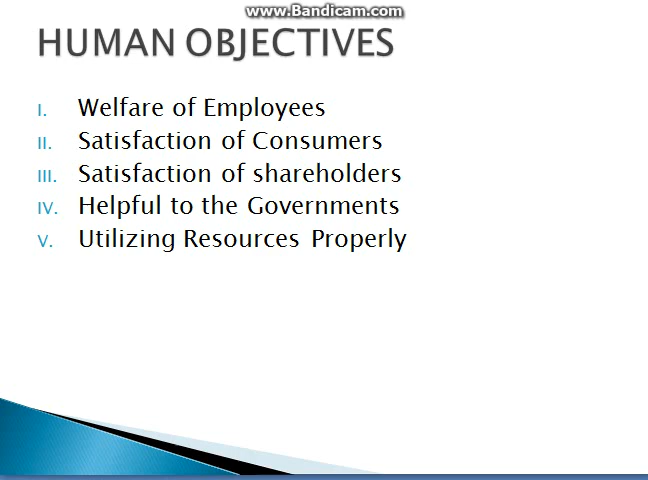 www.Bandicam.com
HUMAN OBJECTIVES
I. Welfare of Employees
II. Satisfaction of Consumers
III. Satisfaction of shareholders
IV. Helpful to the Governments
V. Utilizing Resources Properly